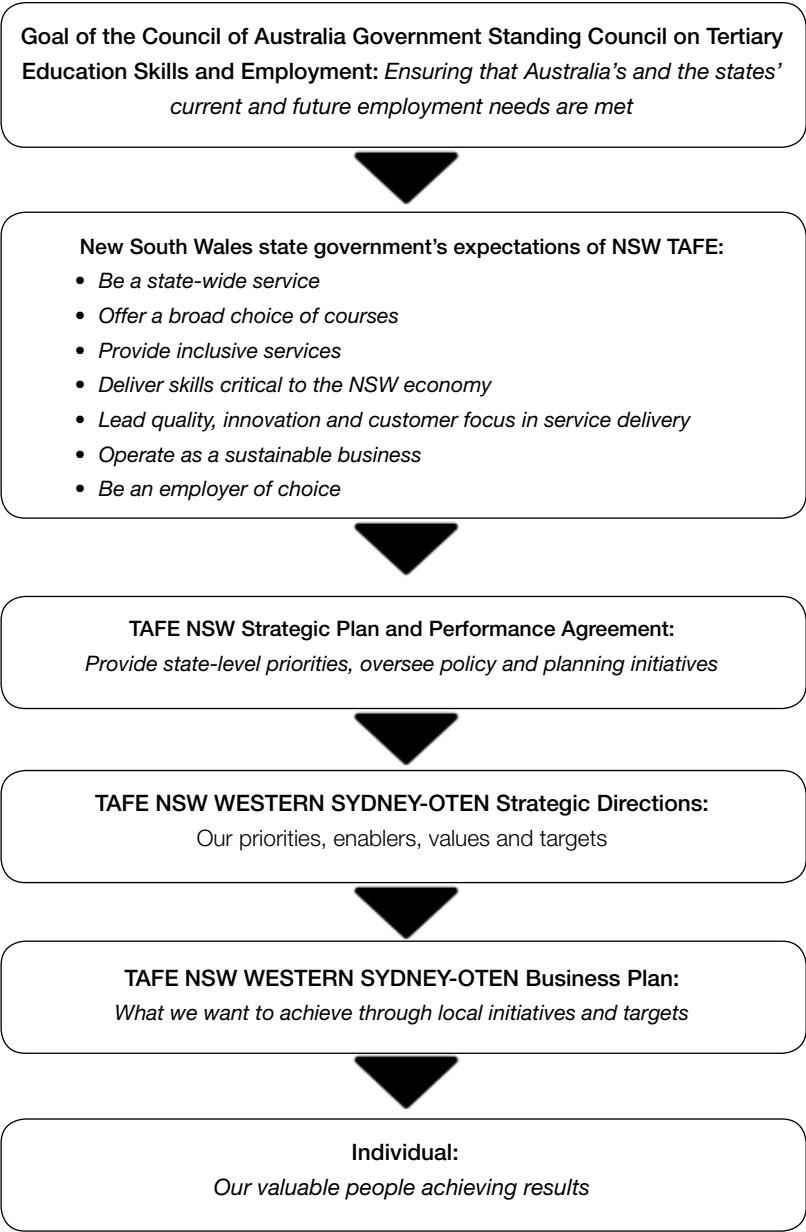 Goal of the Council of Australia Government Standing Council on Tertiary
Education Skills and Employment: Ensuring that Australia’s and the states’
current and future employment needs are met
New South Wales state government’s expectations of NSW TAFE:
• Be a state-wide service
• Offer a broad choice of courses
• Provide inclusive services
• Deliver skills critical to the NSW economy
• Lead quality, innovation and customer focus in service delivery
• Operate as a sustainable business
• Be an employer of choice
TAFE NSW Strategic Plan and Performance Agreement:
Provide state-level priorities, oversee policy and planning initiatives
TAFE NSW WESTERN SYDNEY-OTEN Strategic Directions:
Our priorities, enablers, values and targets
TAFE NSW WESTERN SYDNEY-OTEN Business Plan:
What we want to achieve through local initiatives and targets
Individual:
Our valuable people achieving results